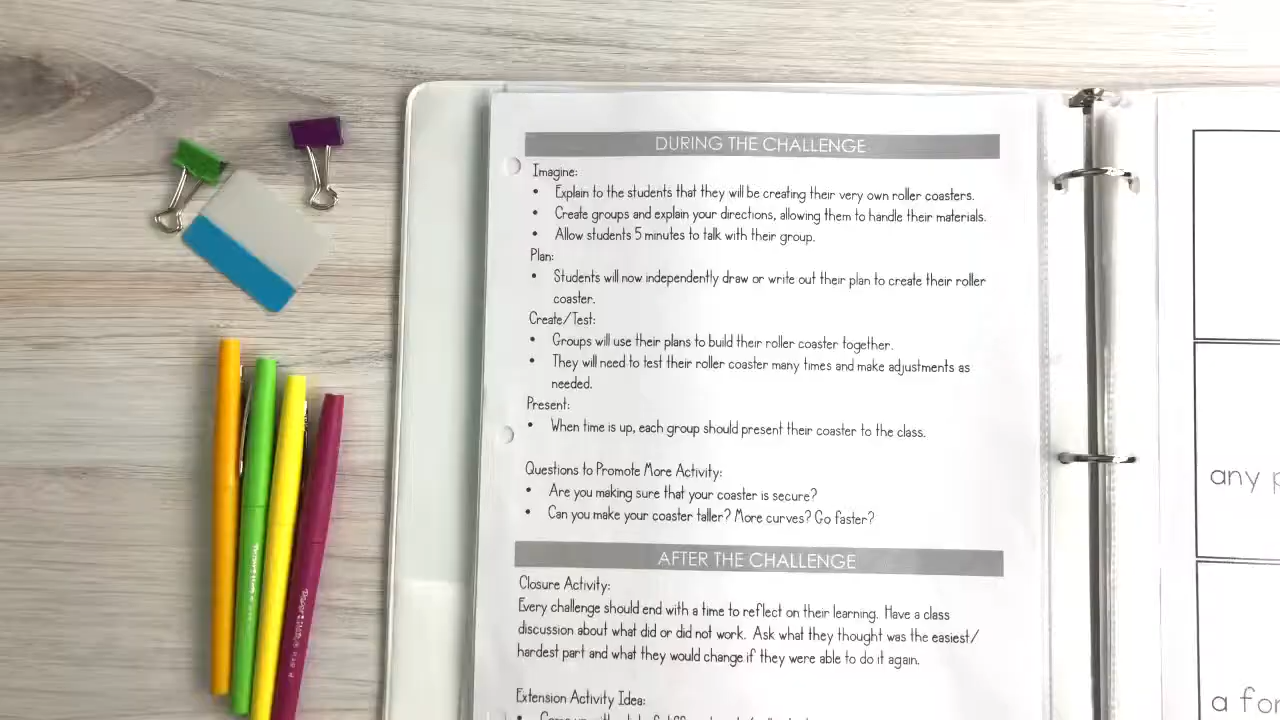 DURING THE CHALLENGE
Imagine:
• Explain to the students that they will be creating their very own roller coasters.
• Create groups and explain your directions, allowing them to handle their materials.
• Allow students 5 minutes to talk with their group.
Plan:
• Students will now independently draw or write out their plan to create their roller
coaster.
Create/Test:
• Groups will use their plans to build their roller coaster together.
• They will need to test their roller coaster many times and make adjustments as
needed.
Present:
• When time is up, each group should present their coaster to the class.
Questions to Promote More Activity:
• Are you making sure that your coaster is secure?
• Can you make your coaster taller? More curves? Go faster?
AFTER THE CHALLENGE
Closure Activity:
Every challenge should end with a time to reflect on their learning. Have a class
discussion about what did or did not work. Ask what they thought was the easiest/
hardest part and what they would change if they were able to do it again.
Extension Activity Idea:
any
a